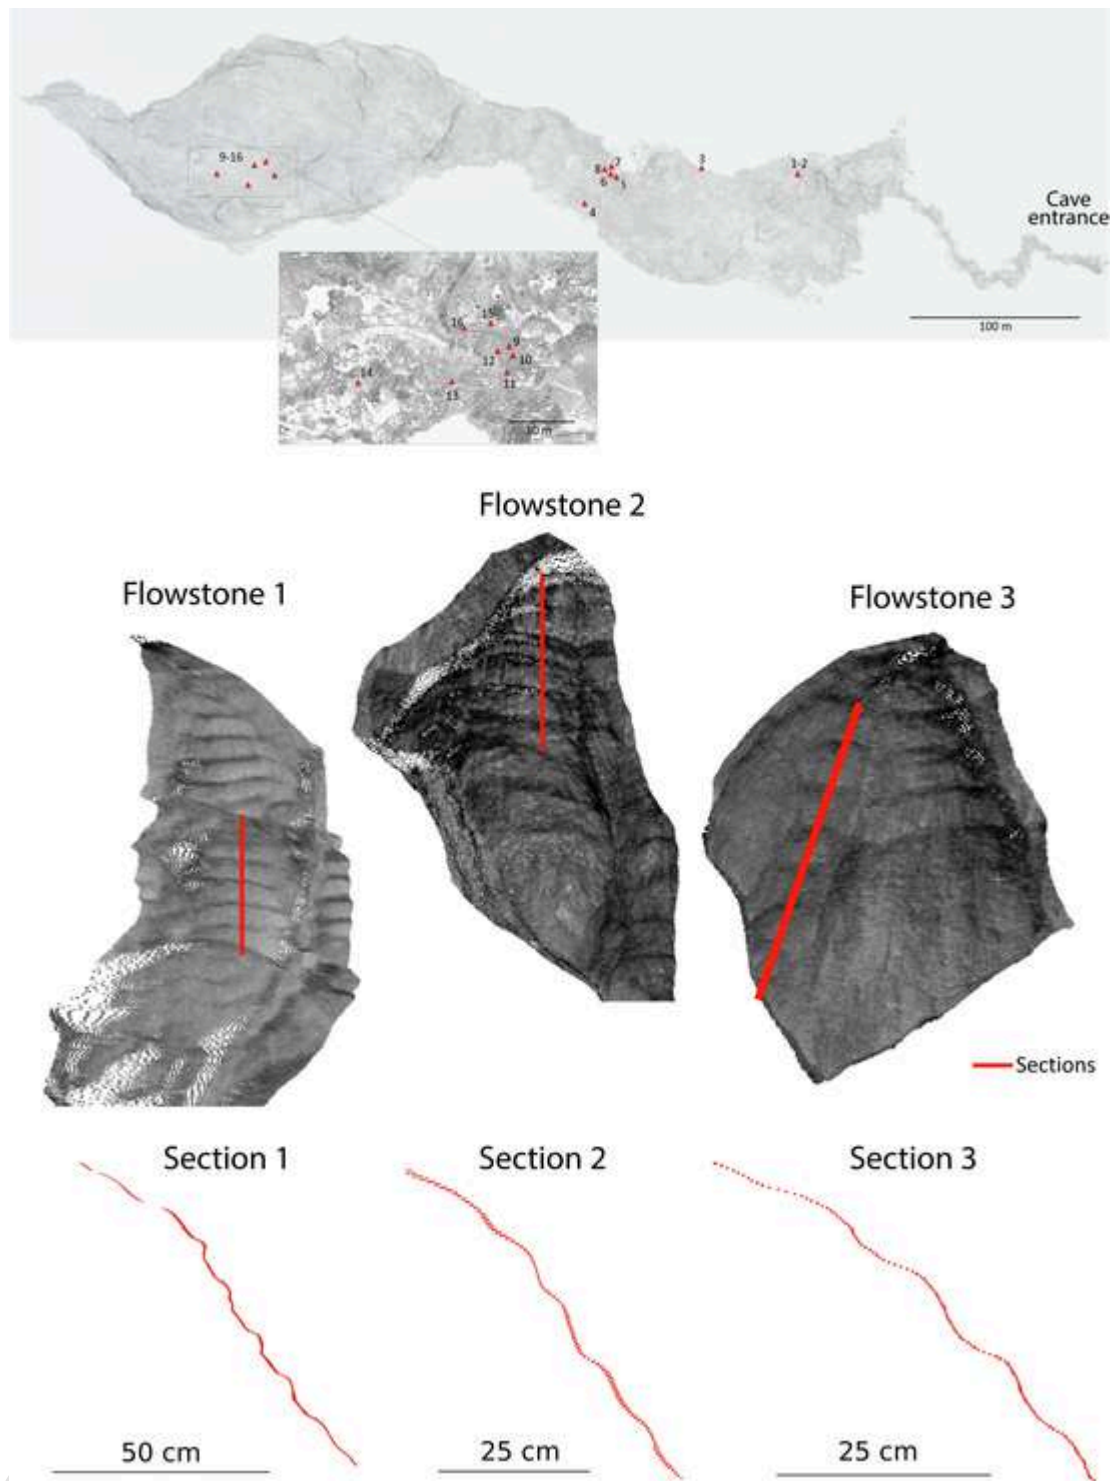 9-16
7
8
6
5
4
3
1-2
Cave
entrance
100 m
15
16
9
12
10
14
11
13
10 m
Flowstone 2
Flowstone 1
Flowstone 3
Sections
Section 1
Section 2
Section 3
50 cm
25 cm
25 cm